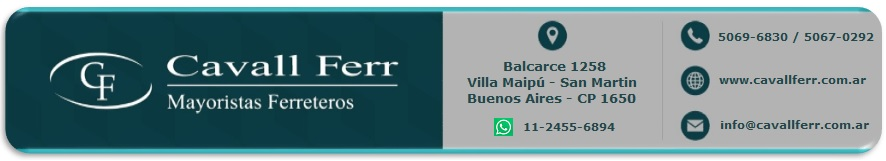 CF
Cavall Ferr
Mayoristas Ferreteros
Balcarce 1258
Villa Maipú - San Martin
Buenos Aires - CP 1650
11-2455-6894
5069-6830 / 5067-0292
www.cavallferr.com.ar
info@cavallferr.com.ar